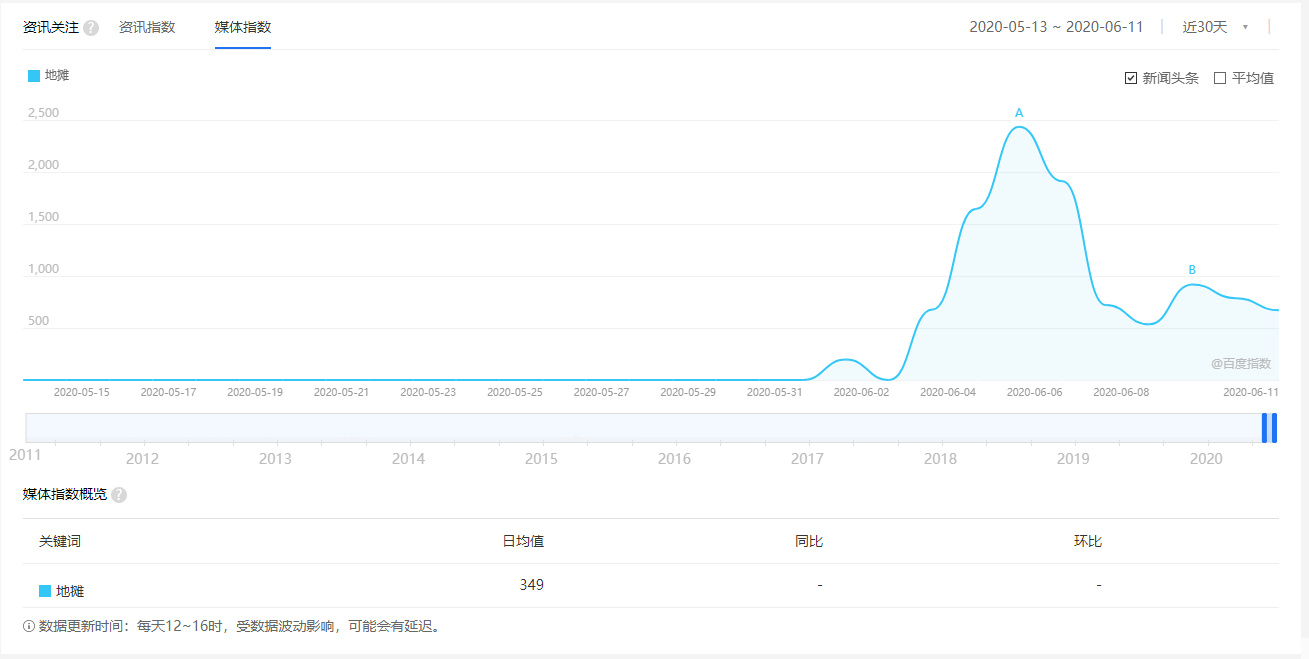 资讯关注 ? 资讯指数 媒体指数 2020-05-13 ~ 2020-06-11 近30天
地摊 新闻头条 平均值
2,500
2,000
1,500
1,000
500
A
B
@百度指数
2020-05-15 2020-05-17 2020-05-19 2020-05-21 2020-05-23 2020-05-25 2020-05-27 2020-05-29 2020-05-31 2020-06-02 2020-06-04 2020-06-06 2020-06-08 2020-06-11
2011 2012 2013 2014 2015 2016 2017 2018 2019 2020
媒体指数概览 ?
关键词 日均值 同比 环比
地摊 349 - -
数据更新时间：每天12~16时，受数据波动影响，可能会有延迟。